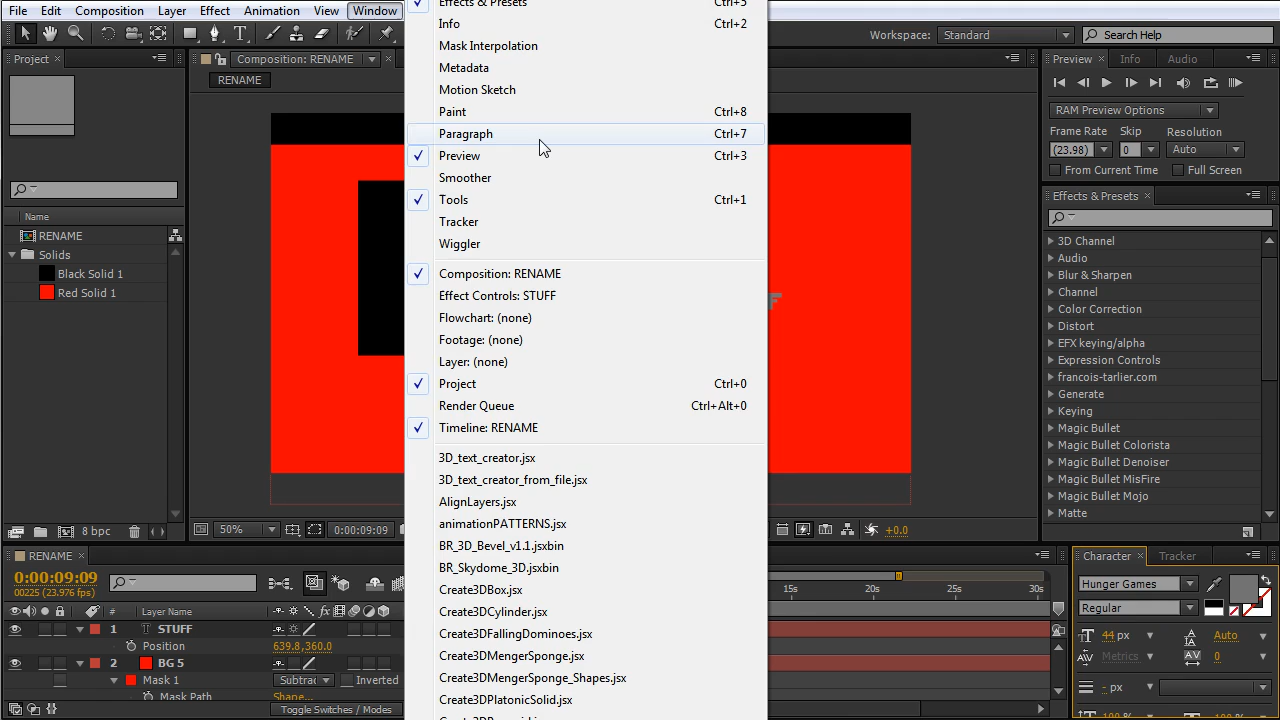 File Edit Composition Layer Effect Animation View Window
Effects & Presets Ctrl+5
Info Ctrl+2
Mask Interpolation
Metadata
Motion Sketch
Paint Ctrl+8
Paragraph Ctrl+7
Preview Ctrl+3
Smoother
Tools Ctrl+1
Tracker
Wiggler
Composition: RENAME
Effect Controls: STUFF
Flowchart: (none)
Footage: (none)
Layer: (none)
Project Ctrl+0
Render Queue Ctrl+Alt+0
Timeline: RENAME
3D_text_creator.jsx
3D_text_creator_from_file.jsx
AlignLayers.jsx
animationPATTERNS.jsx
BR_3D_Bevel_v1.1.jsxbin
BR_Skydome_3D.jsxbin
Create3DBox.jsx
Create3DCylinder.jsx
Create3DFallingDominoes.jsx
Create3DMengerSponge.jsx
Create3DMengerSponge_Shapes.jsx
Create3DPlatonicSolid.jsx
Workspace: Standard
Search Help
Project
Composition: RENAME
RENAME
Name
RENAME
Solids
Black Solid 1
Red Solid 1
8 bpc
50%
0:00:09:09
+0.0
F
Preview Info Audio
RAM Preview Options
Frame Rate Skip Resolution
(23.98) 0 Auto
From Current Time Full Screen
Effects & Presets
3D Channel
Audio
Blur & Sharpen
Channel
Color Correction
Distort
EFX keying/alpha
Expression Controls
francois-tarlier.com
Generate
Keying
Magic Bullet
Magic Bullet Colorista
Magic Bullet Denoiser
Magic Bullet MisFire
Magic Bullet Mojo
Matte
RENAME
0:00:09:09
00225 (23.976 fps)
# Layer Name
1 T STUFF
Position 639.8,360.0
2 BG 5
Mask 1 Subtrac Inverted
Mask Path Shape...
Toggle Switches / Modes
15s 20s 25s 30s
Character Tracker
Hunger Games
Regular
44 px Auto
Metrics 0
- px